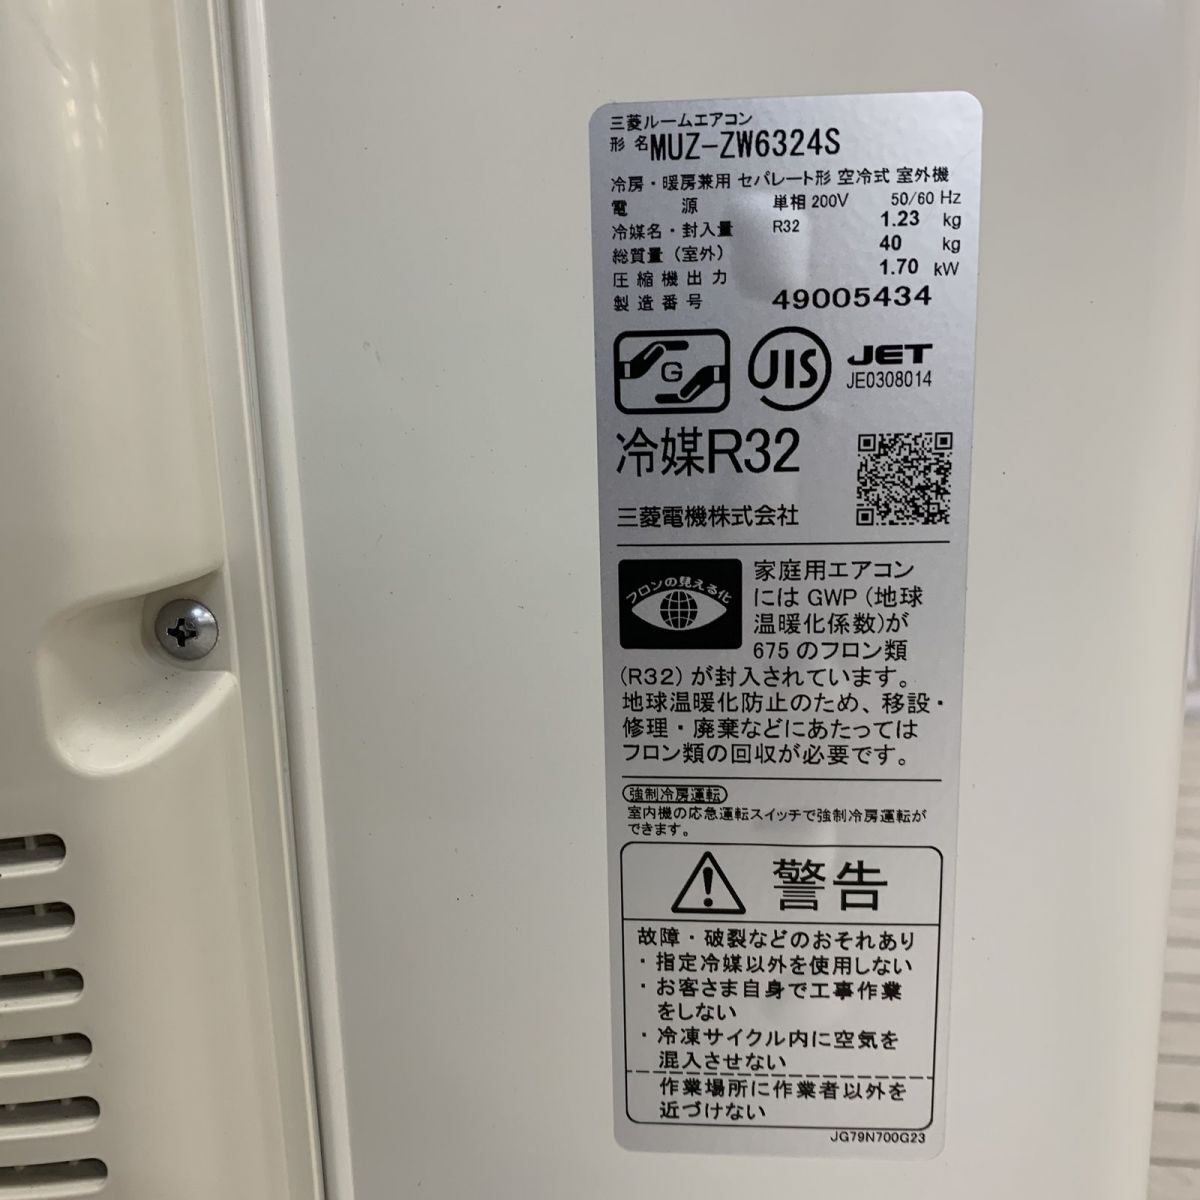 三菱ルームエアコン
形 名 MUZ-ZW6324S
冷房・暖房兼用 セパレート形 空冷式 室外機
電 源 単相 200V 50/60 Hz
冷媒名・封入量 R32 1.23 kg
総質量（室外） 40 kg
圧縮機出力 1.70 kW
製造番号 49005434
G JIS JET
JE0308014
冷媒R32
三菱電機株式会社
フロンの見える化
家庭用エアコン
には GWP (地球
温暖化係数)が
675 のフロン類
(R32) が封入されています。
地球温暖化防止のため、移設・
修理・廃棄などにあたっては
フロン類の回収が必要です。
強制冷房運転
室内機の応急運転スイッチで強制冷房運転が
できます。
警告
故障・破裂などのおそれあり
・指定冷媒以外を使用しない
・お客さま自身で工事作業
をしない
・冷凍サイクル内に空気を
混入させない
作業場所に作業者以外を
近づけない
JG79N700G23